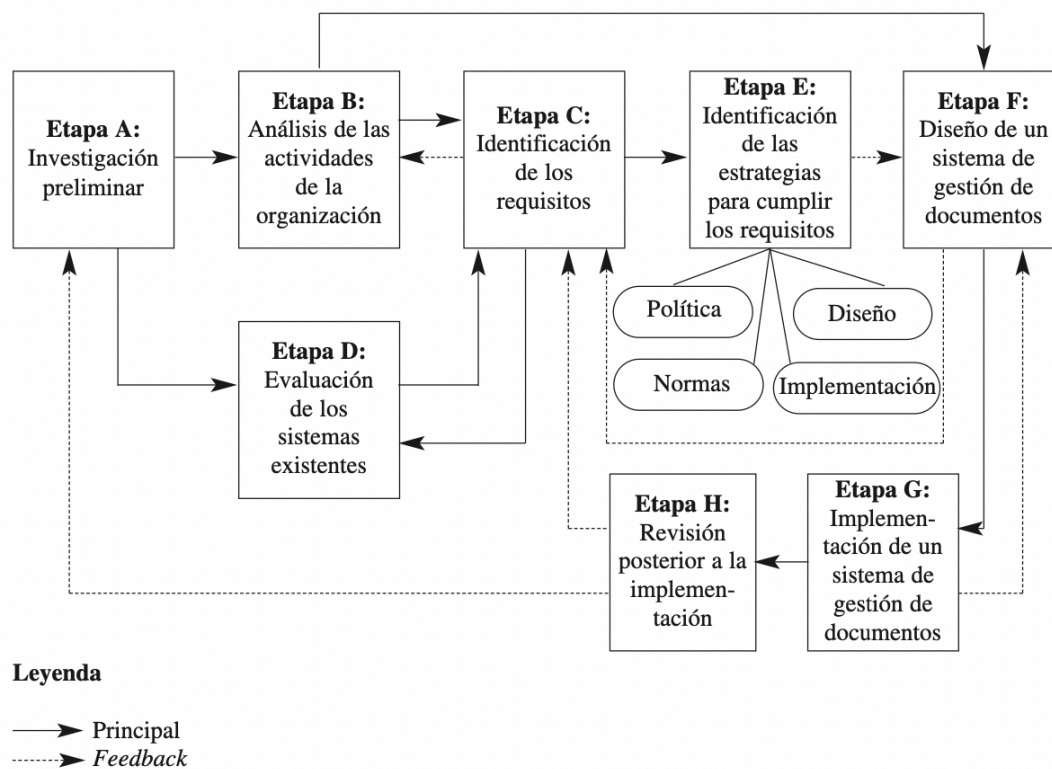 Etapa A:
Investigación
preliminar
Etapa B:
Análisis de las
actividades
de la
organización
Etapa C:
Identificación
de los
requisitos
Etapa E:
Identificación
de las
estrategias
para cumplir
los requisitos
Etapa F:
Diseño de un
sistema de
gestión de
documentos
Política
Diseño
Normas
Implementación
Etapa D:
Evaluación
de los
sistemas
existentes
Etapa H:
Revisión
posterior a la
implemen-
tación
Etapa G:
Implemen-
tación de un
sistema de
gestión de
documentos
Leyenda
Principal
Feedback